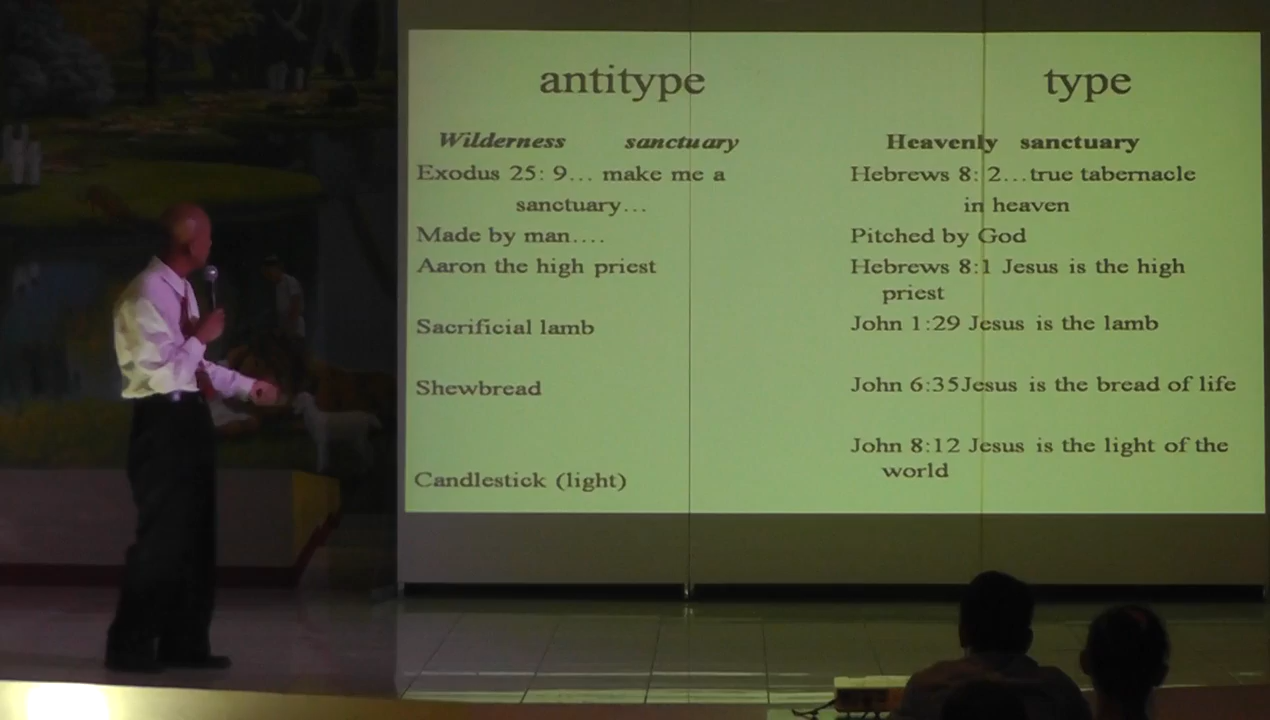 antitype
type
Wilderness sanctuary
Heavenly sanctuary
Exodus 25: 9... make me a
sanctuary...
Hebrews 8: 2...true tabernacle
in heaven
Made by man....
Pitched by God
Aaron the high priest
Hebrews 8:1 Jesus is the high
priest
Sacrificial lamb
John 1:29 Jesus is the lamb
Shewbread
John 6:35Jesus is the bread of life
Candlestick (light)
John 8:12 Jesus is the light of the
world